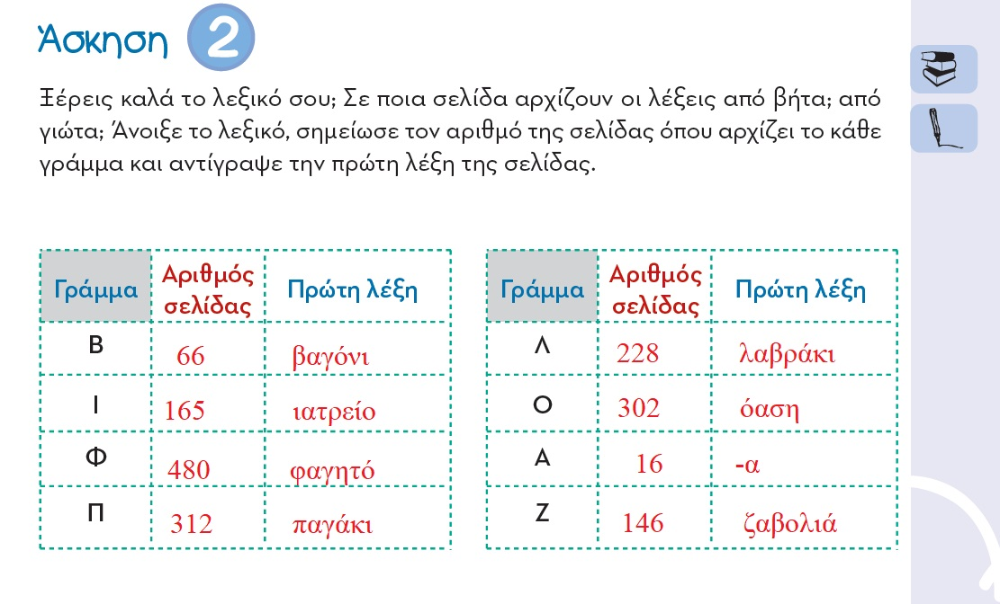 Άσκηση 2
Ξέρεις καλά το λεξικό σου; Σε ποια σελίδα αρχίζουν οι λέξεις από βήτα; από
γιώτα; Άνοιξε το λεξικό, σημείωσε τον αριθμό της σελίδας όπου αρχίζει το κάθε
γράμμα και αντίγραψε την πρώτη λέξη της σελίδας.
Γράμμα Αριθμός σελίδας Πρώτη λέξη
Β 66 βαγόνι
Ι 165 ιατρείο
Φ 480 φαγητό
Π 312 παγάκι
Γράμμα Αριθμός σελίδας Πρώτη λέξη
Λ 228 λαβράκι
Ο 302 όαση
Α 16 -α
Ζ 146 ζαβολιά